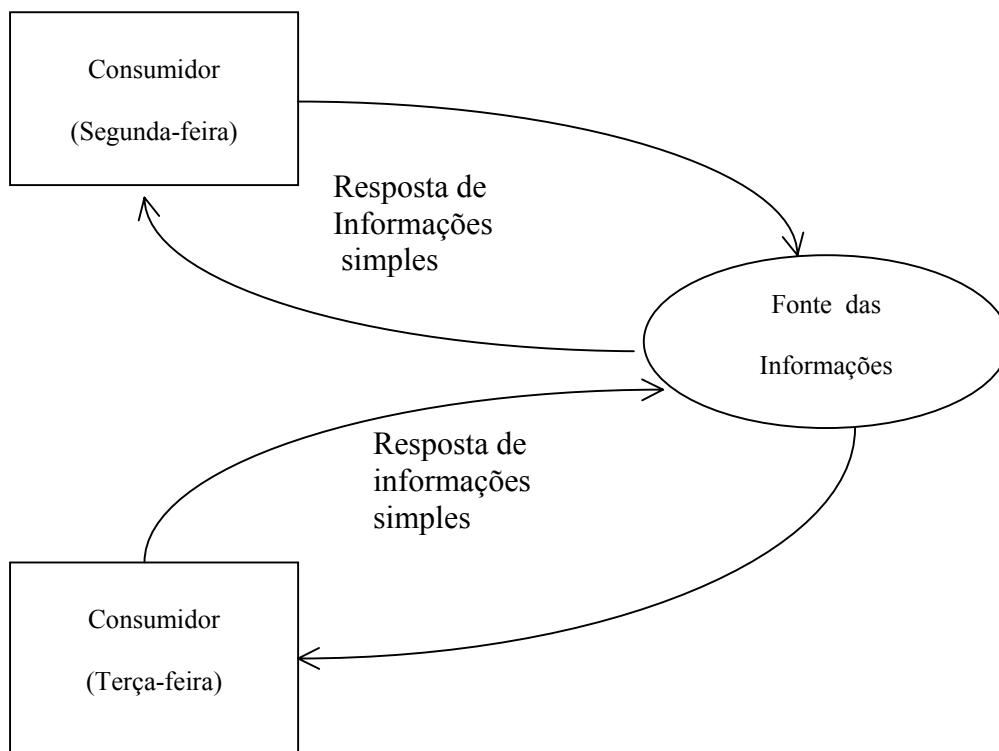 Consumidor
(Segunda-feira)
Resposta de
Informações
simples
Fonte das
Informações
Resposta de
informações
simples
Consumidor
(Terça-feira)